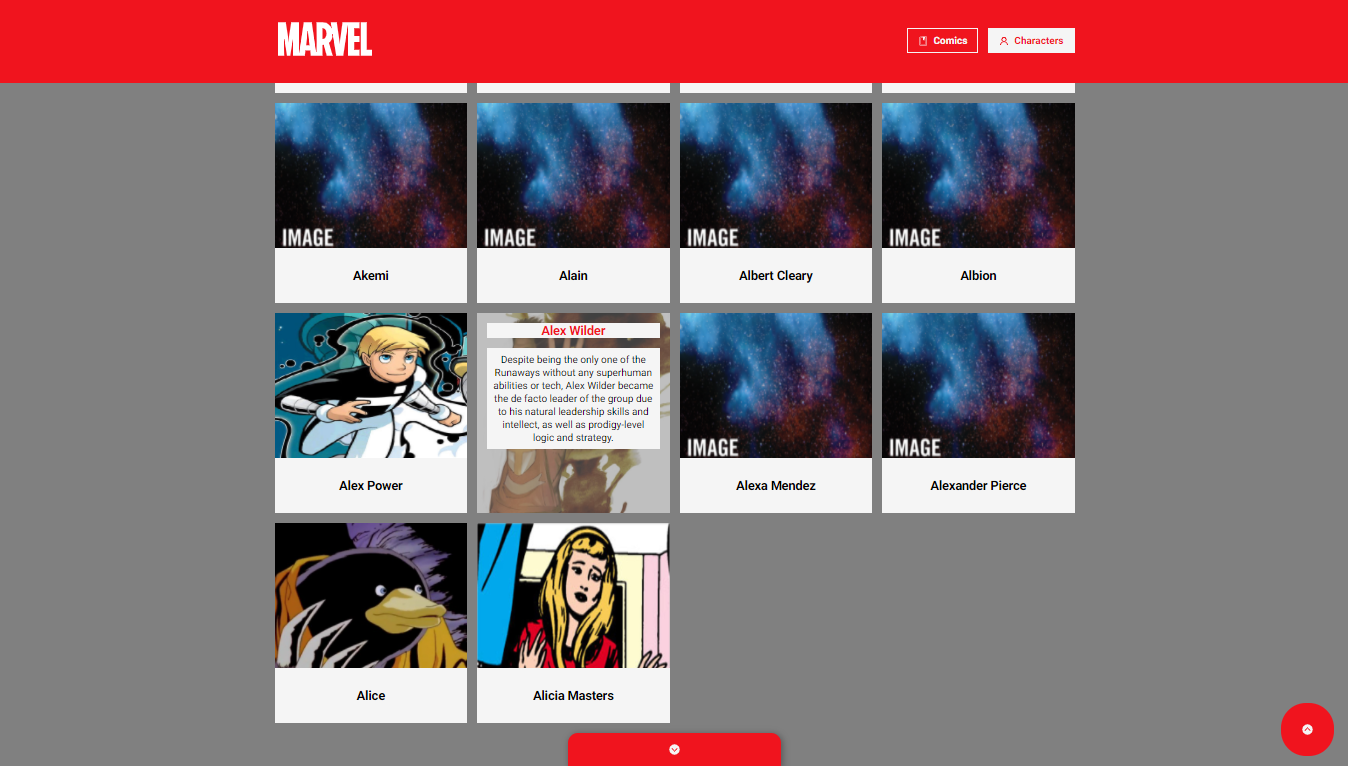 MARVEL
Comics
Characters
IMAGE
IMAGE
IMAGE
IMAGE
Akemi
Alain
Albert Cleary
Albion
Alex Wilder
Despite being the only one of the
Runaways without any superhuman
abilities or tech, Alex Wilder became
the de facto leader of the group due
to his natural leadership skills and
intellect, as well as prodigy-level
logic and strategy.
IMAGE
IMAGE
Alex Power
Alexa Mendez
Alexander Pierce
Alice
Alicia Masters